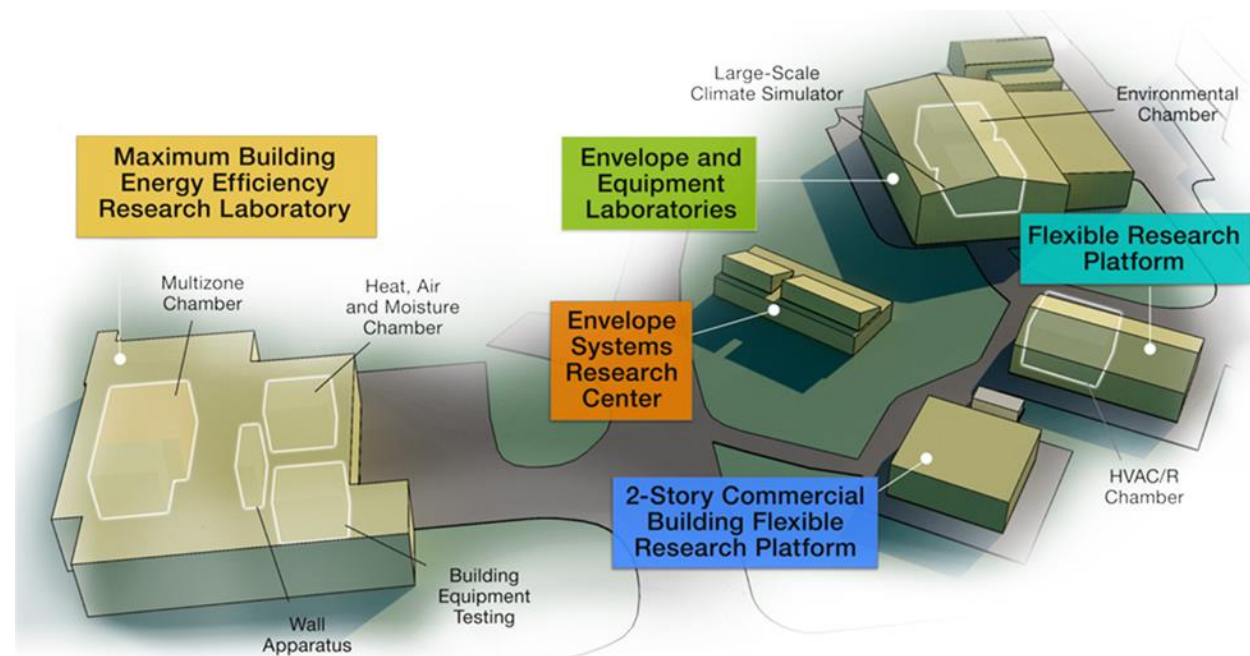 Large-Scale
Climate Simulator
Environmental
Chamber
Maximum Building
Energy Efficiency
Research Laboratory
Envelope and
Equipment
Laboratories
Flexible Research
Platform
Multizone
Chamber
Heat, Air
and Moisture
Chamber
Envelope
Systems
Research
Center
HVAC/R
Chamber
2-Story Commercial
Building Flexible
Research Platform
Building
Equipment
Testing
Wall
Apparatus